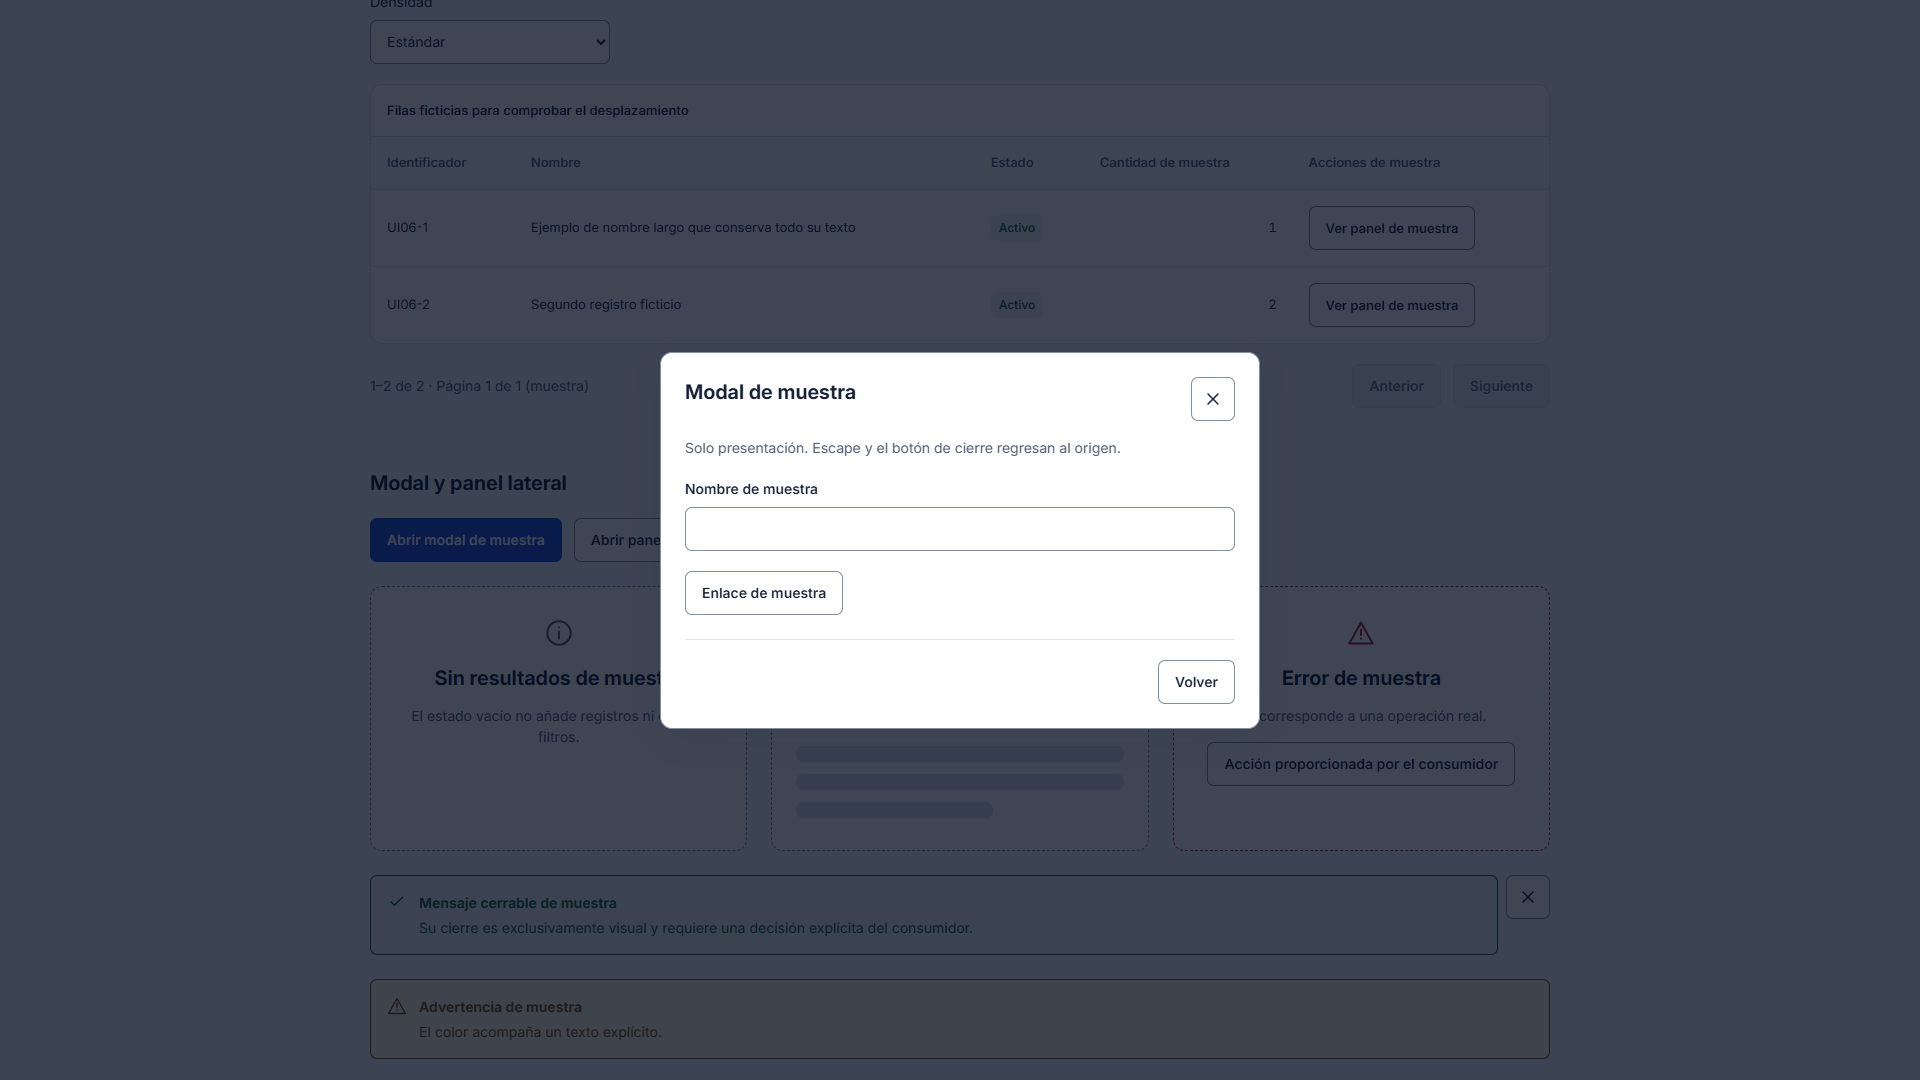 Densidad
Estándar
Filas ficticias para comprobar el desplazamiento
Identificador Nombre Estado Cantidad de muestra Acciones de muestra
UI06-1 Ejemplo de nombre largo que conserva todo su texto Activo 1 Ver panel de muestra
UI06-2 Segundo registro ficticio Activo 2 Ver panel de muestra
1–2 de 2 · Página 1 de 1 (muestra)
Anterior Siguiente
Modal de muestra
Solo presentación. Escape y el botón de cierre regresan al origen.
Nombre de muestra
Enlace de muestra
Volver
Modal y panel lateral
Abrir modal de muestra Abrir pane
Sin resultados de muest
El estado vacío no añade registros ni
filtros.
Error de muestra
corresponde a una operación real.
Acción proporcionada por el consumidor
Mensaje cerrable de muestra
Su cierre es exclusivamente visual y requiere una decisión explícita del consumidor.
Advertencia de muestra
El color acompaña un texto explícito.